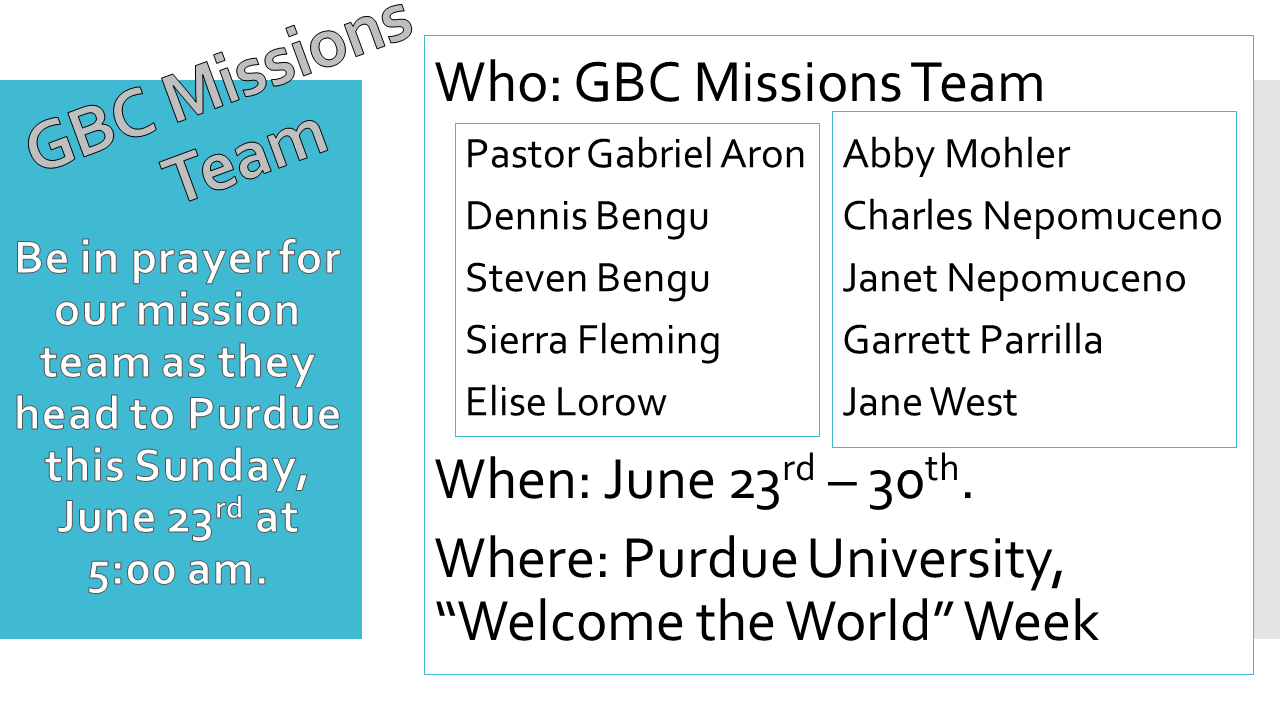 GBC Missions
Team
Be in prayer for
our mission
team as they
head to Purdue
this Sunday,
June 23rd at
5:00 am.
Who: GBC Missions Team
Pastor Gabriel Aron
Dennis Bengu
Steven Bengu
Sierra Fleming
Elise Lorow
Abby Mohler
Charles Nepomuceno
Janet Nepomuceno
Garrett Parrilla
Jane West
When: June 23rd – 30th.
Where: Purdue University,
“Welcome the World” Week